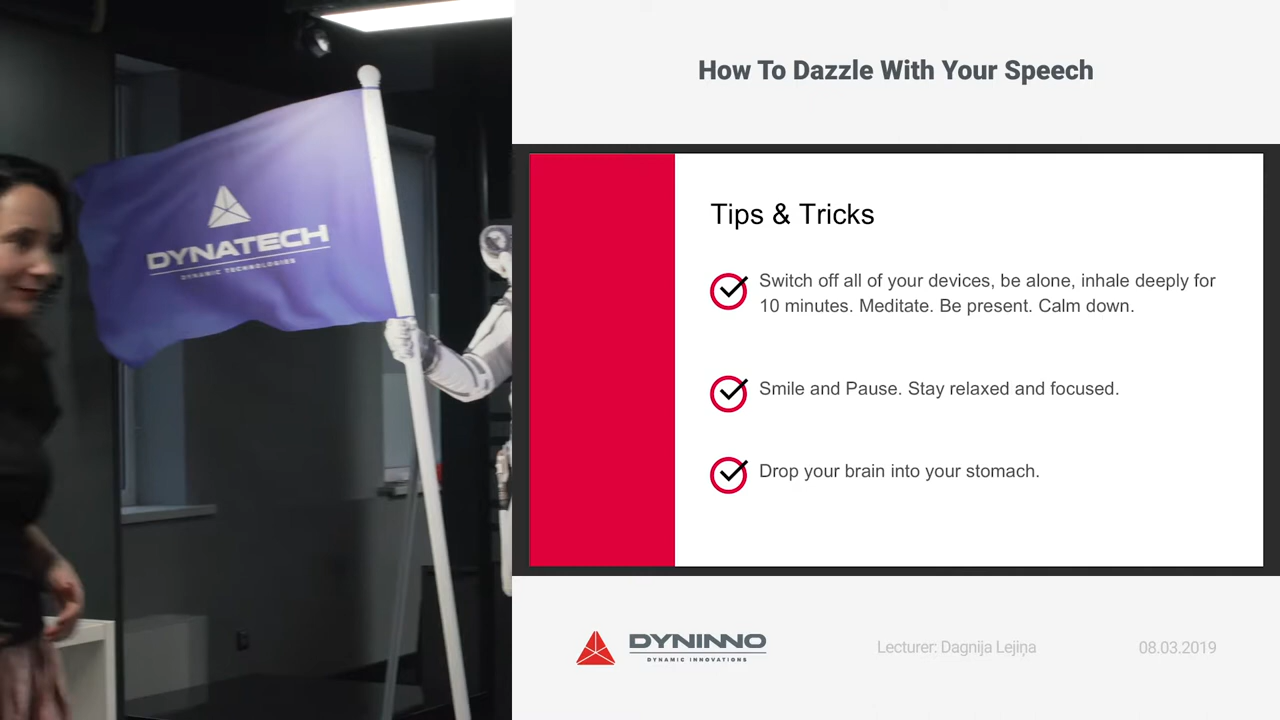 How To Dazzle With Your Speech
DYNATECH
DYNAMIC TECHNOLOGIES
Tips & Tricks
Switch off all of your devices, be alone, inhale deeply for
10 minutes. Meditate. Be present. Calm down.
Smile and Pause. Stay relaxed and focused.
Drop your brain into your stomach.
DYNINNO
DYNAMIC INNOVATIONS
Lecturer: Dagnija Lejiņa
08.03.2019